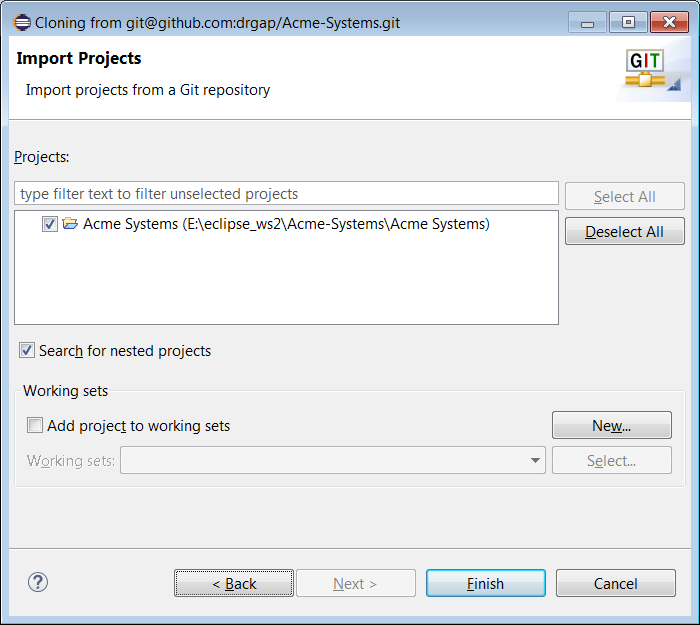 Cloning from git@github.com:drgap/Acme-Systems.git
Import Projects
Import projects from a Git repository
GIT
Projects:
type filter text to filter unselected projects
Select All
Acme Systems (E:\eclipse_ws2\Acme-Systems\Acme Systems)
Deselect All
Search for nested projects
Working sets
Add project to working sets
New...
Working sets:
Select...
?
< Back
Next >
Finish
Cancel